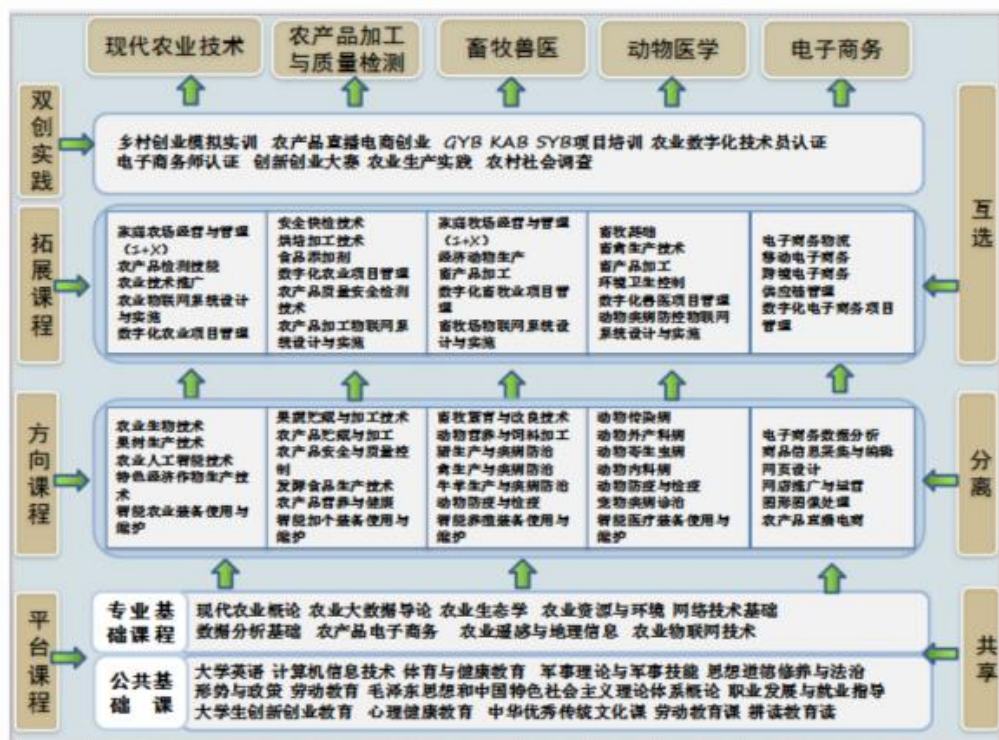 现代农业技术
农产品加工
与质量检测
畜牧兽医
动物医学
电子商务
双创实践
乡村创业模拟实训 农产品直播电商创业 GYB KAB SYB项目培训 农业数字化技术员认证
电子商务师认证 创新创业大赛 农业生产实践 农村社会调查
互选
拓展课程
家庭农场经营与管理
(1+X)
农产品检测技能
农业技术推广
农业物联网系统设计
与实施
数字化农业项目管理
安全快检技术
烘培加工技术
食品添加剂
数字化农业项目管理
农产品质量安全检测
技术
农产品加工物联网系
统设计与实施
家庭牧场经营与管理
(1+X)
经济动物生产
畜产品加工
数字化畜牧业项目管
理
畜牧场物联网系统设
计与实施
畜牧基础
畜禽生产技术
畜产品加工
环境卫生控制
数字化兽医项目管理
动物疾病防控物联网
系统设计与实施
电子商务物流
移动电子商务
跨境电子商务
供应链管理
数字化电子商务项目
管理
方向课程
农业生物技术
果树生产技术
农业人工智能技术
特色经济作物生产技
术
智能农业装备使用与
维护
果蔬贮藏与加工技术
农产品贮藏与加工
农产品安全与质量控
制
发酵食品生产技术
农产品营养与健康
智能加个装备使用与
维护
畜牧繁育与改良技术
动物营养与饲料加工
猪生产与疾病防治
禽生产与疾病防治
牛羊生产与疾病防治
动物防疫与检疫
智能养殖装备使用与
维护
动物传染病
动物外产科病
动物寄生虫病
动物内科病
动物防疫与检疫
宠物疾病诊治
智能医疗装备使用与
维护
电子商务数据分析
商品信息采集与编辑
网页设计
网店推广与运营
图形图像处理
农产品直播电商
分离
平台课程
专业基
础课程
现代农业概论 农业大数据导论 农业生态学 农业资源与环境 网络技术基础
数据分析基础 农产品电子商务 农业遥感与地理信息 农业物联网技术
公共基
础 课
大学英语 计算机信息技术 体育与健康教育 军事理论与军事技能 思想道德修养与法治
形势与政策 劳动教育 毛泽东思想和中国特色社会主义理论体系概论 职业发展与就业指导
大学生创新创业教育 心理健康教育 中华优秀传统文化课 劳动教育课 耕读教育读
共享